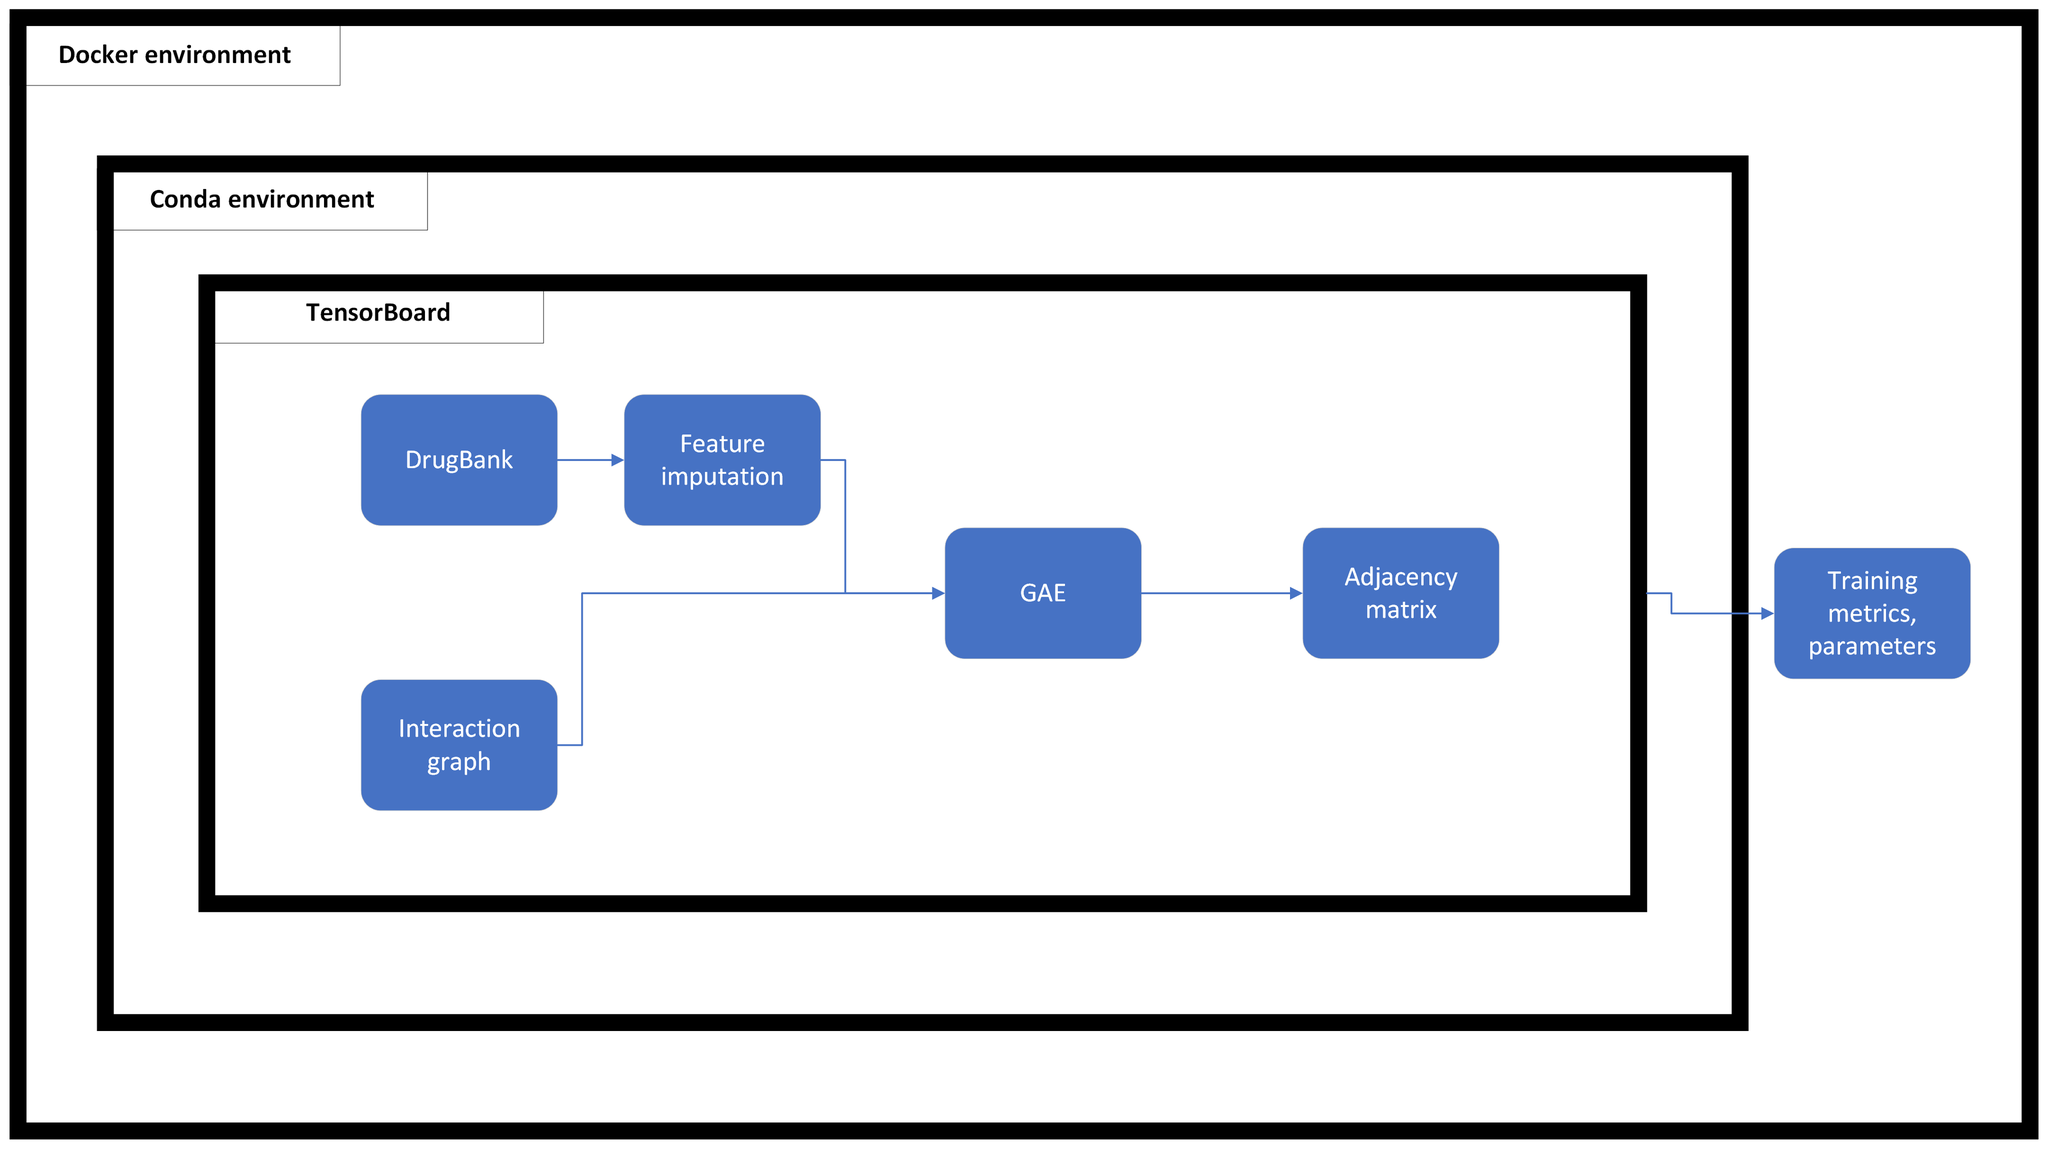 Docker environment
Conda environment
TensorBoard
DrugBank
Feature
imputation
GAE
Adjacency
matrix
Interaction
graph
Training
metrics,
parameters